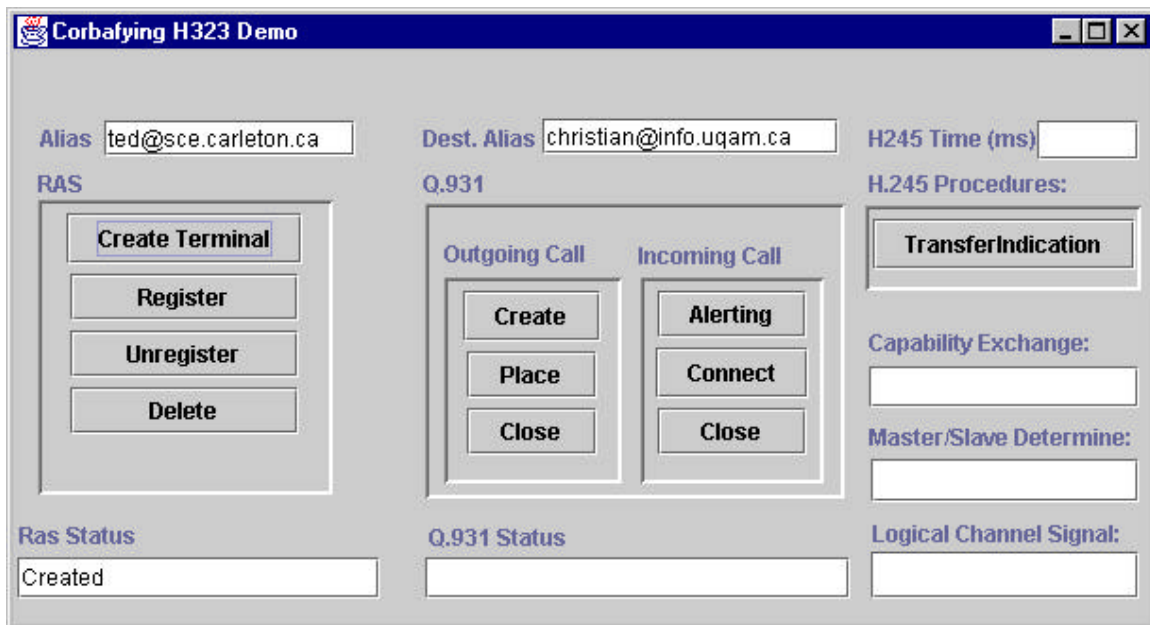 Corbafying H323 Demo
Alias ted@sce.carleton.ca
Dest. Alias christian@info.uqam.ca
H245 Time (ms)
RAS
Create Terminal
Register
Unregister
Delete
Q.931
Outgoing Call
Create
Place
Close
Incoming Call
Alerting
Connect
Close
H.245 Procedures:
TransferIndication
Capability Exchange:
Master/Slave Determine:
Logical Channel Signal:
Ras Status
Created
Q.931 Status